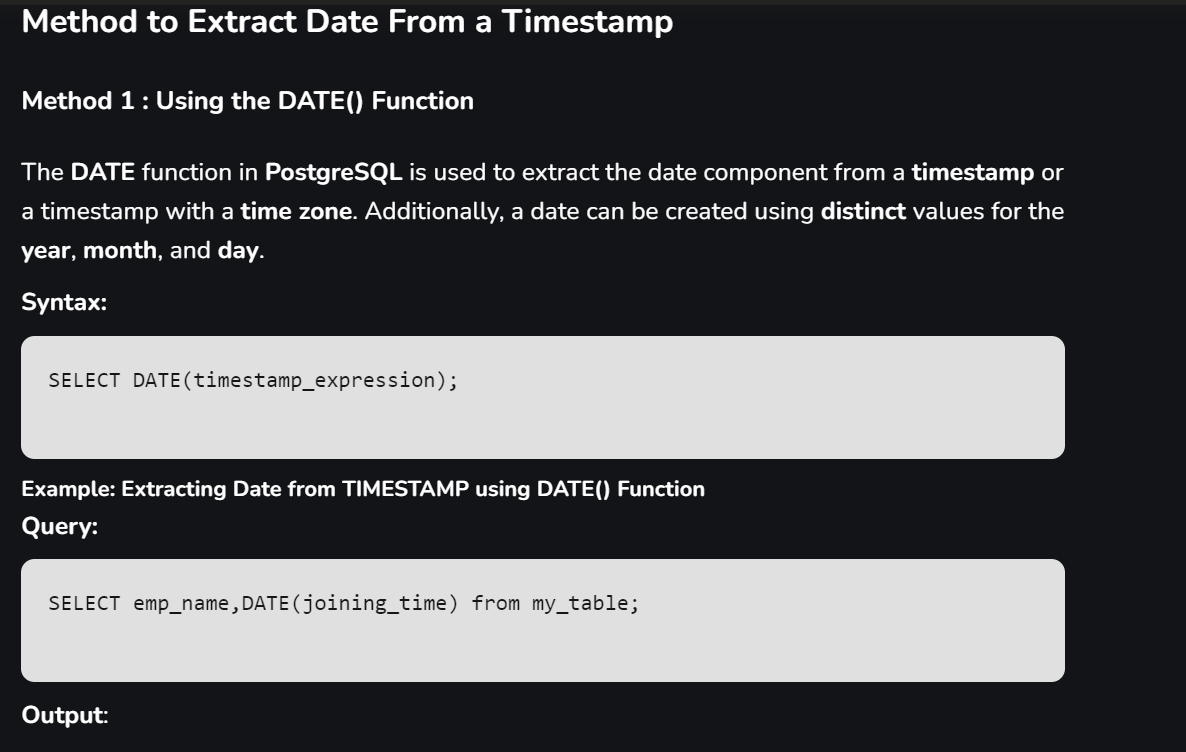 Method to Extract Date From a Timestamp
Method 1 : Using the DATE() Function
The DATE function in PostgreSQL is used to extract the date component from a timestamp or
a timestamp with a time zone. Additionally, a date can be created using distinct values for the
year, month, and day.
Syntax:
SELECT DATE(timestamp_expression);
Example: Extracting Date from TIMESTAMP using DATE() Function
Query:
SELECT emp_name,DATE(joining_time) from my_table;
Output: